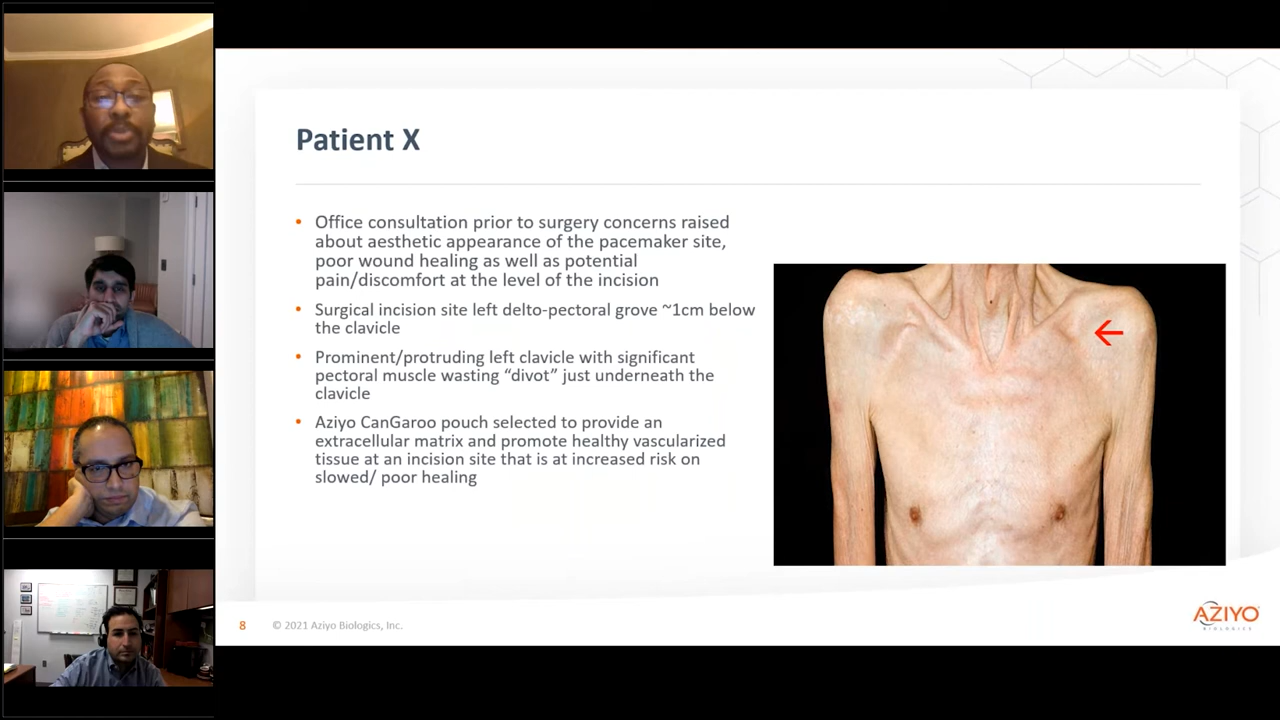 Patient X
• Office consultation prior to surgery concerns raised
about aesthetic appearance of the pacemaker site,
poor wound healing as well as potential
pain/discomfort at the level of the incision
• Surgical incision site left delto-pectoral grove ~1cm below
the clavicle
• Prominent/protruding left clavicle with significant
pectoral muscle wasting “divot” just underneath the
clavicle
• Aziyo CanGaroo pouch selected to provide an
extracellular matrix and promote healthy vascularized
tissue at an incision site that is at increased risk on
slowed/ poor healing
8
© 2021 Aziyo Biologics, Inc.
AZIYO
BIOLOGICS